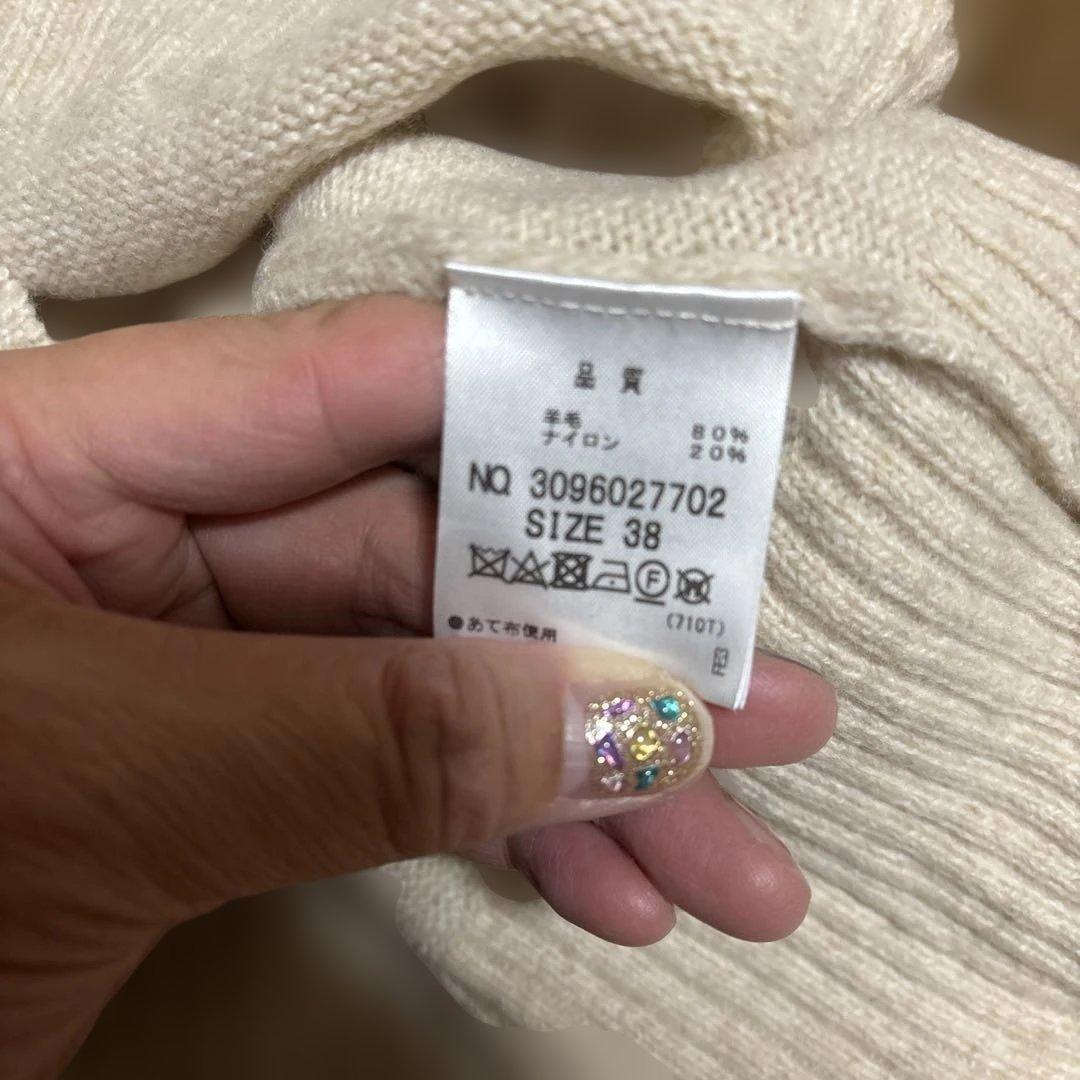 品質
羊毛 80%
ナイロン 20%
NO. 3096027702
SIZE 38
F W
●あて布使用 (710T)